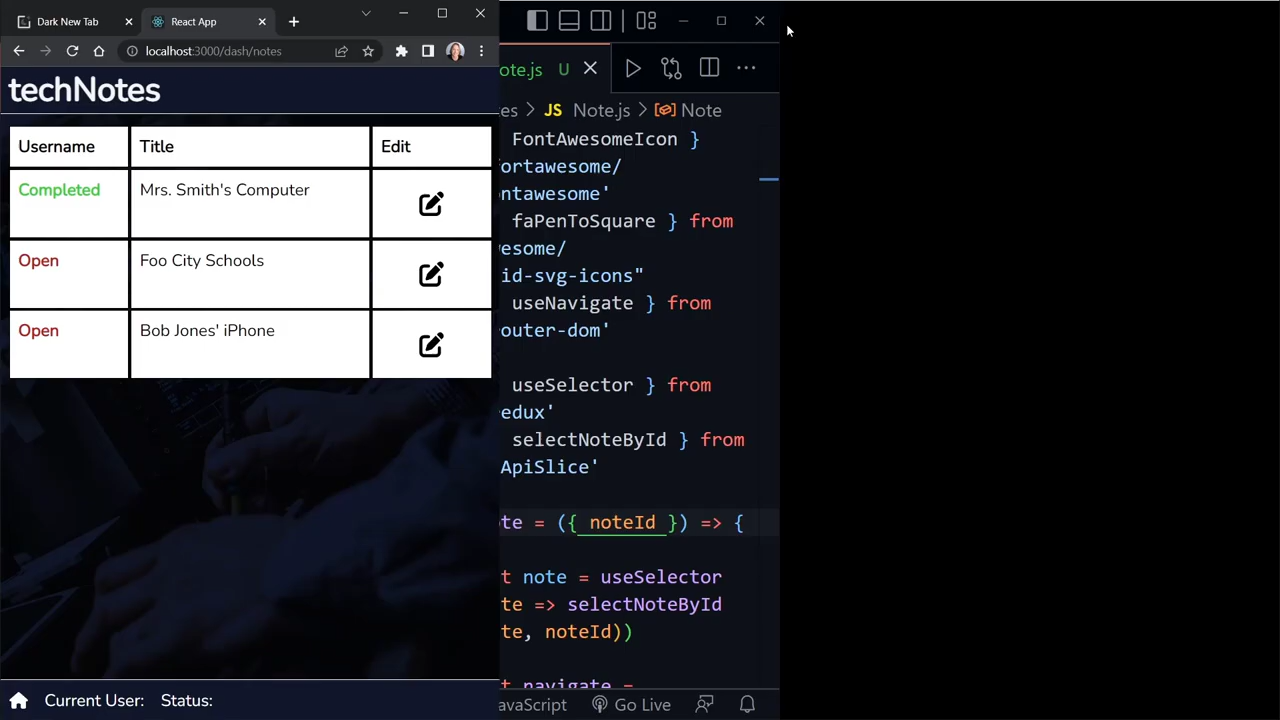 Dark New Tab
React App
localhost:3000/dash/notes
techNotes
Username Title Edit
Completed Mrs. Smith's Computer
Open Foo City Schools
Open Bob Jones' iPhone
Current User: Status:
ote.js U
es > JS Note.js > Note
FontAwesomeIcon }
ortawesome/
ntawesome'
faPenToSquare } from
esome/
id-svg-icons"
useNavigate } from
outer-dom'
useSelector } from
edux'
selectNoteById } from
ApiSlice'
te = ({ noteId }) => {
t note = useSelector
te => selectNoteById
te, noteId))
t navigate =
avaScript Go Live